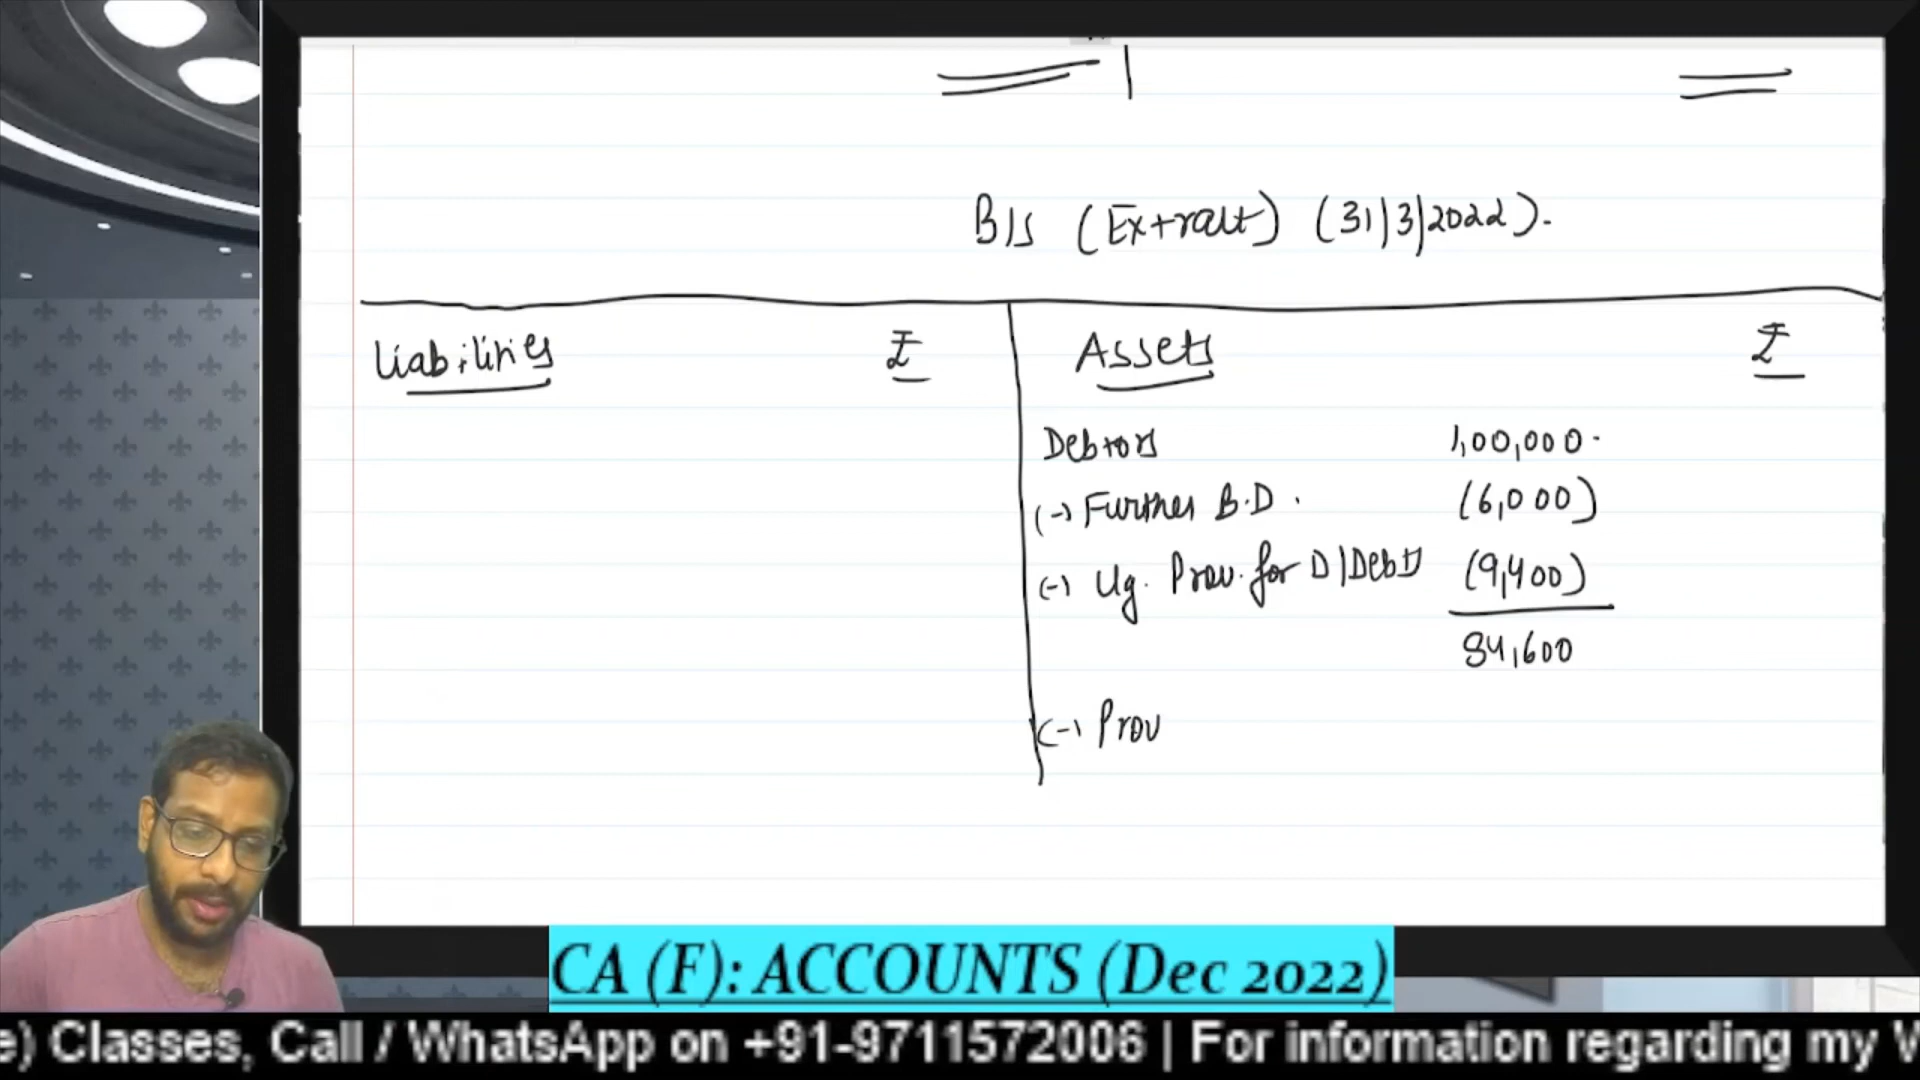 B/S (Extract) (31/3/2022).
Liabilities ₹ Assets ₹
Debtors 1,00,000.
(-) Further B.D. (6,000)
(-) Ug. Prov. for D/Debts (9,400)
84,600
(-) Prov
CA (F): ACCOUNTS (Dec 2022)
e) Classes, Call / WhatsApp on +91-9711572006 | For information regarding my